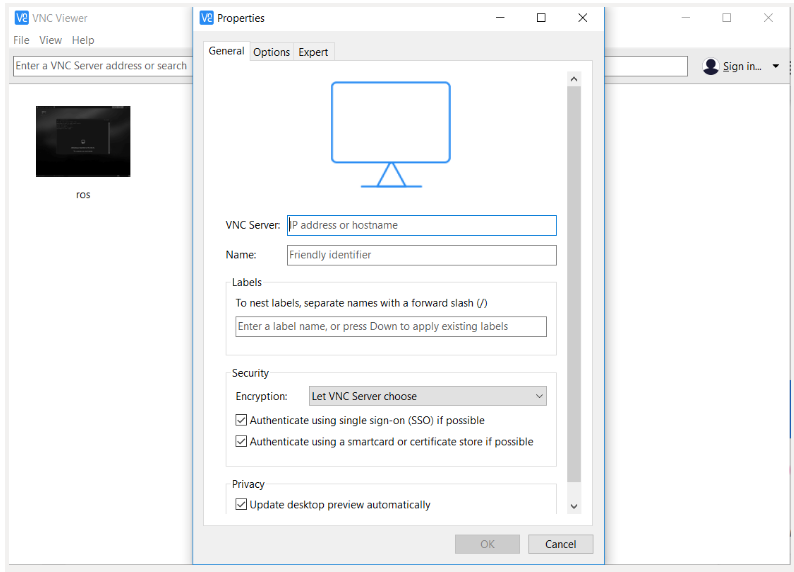 VNC Viewer
File View Help
Enter a VNC Server address or search
Sign in...
ros
Properties
General Options Expert
VNC Server: IP address or hostname
Name: Friendly identifier
Labels
To nest labels, separate names with a forward slash (/)
Enter a label name, or press Down to apply existing labels
Security
Encryption: Let VNC Server choose
Authenticate using single sign-on (SSO) if possible
Authenticate using a smartcard or certificate store if possible
Privacy
Update desktop preview automatically
OK Cancel